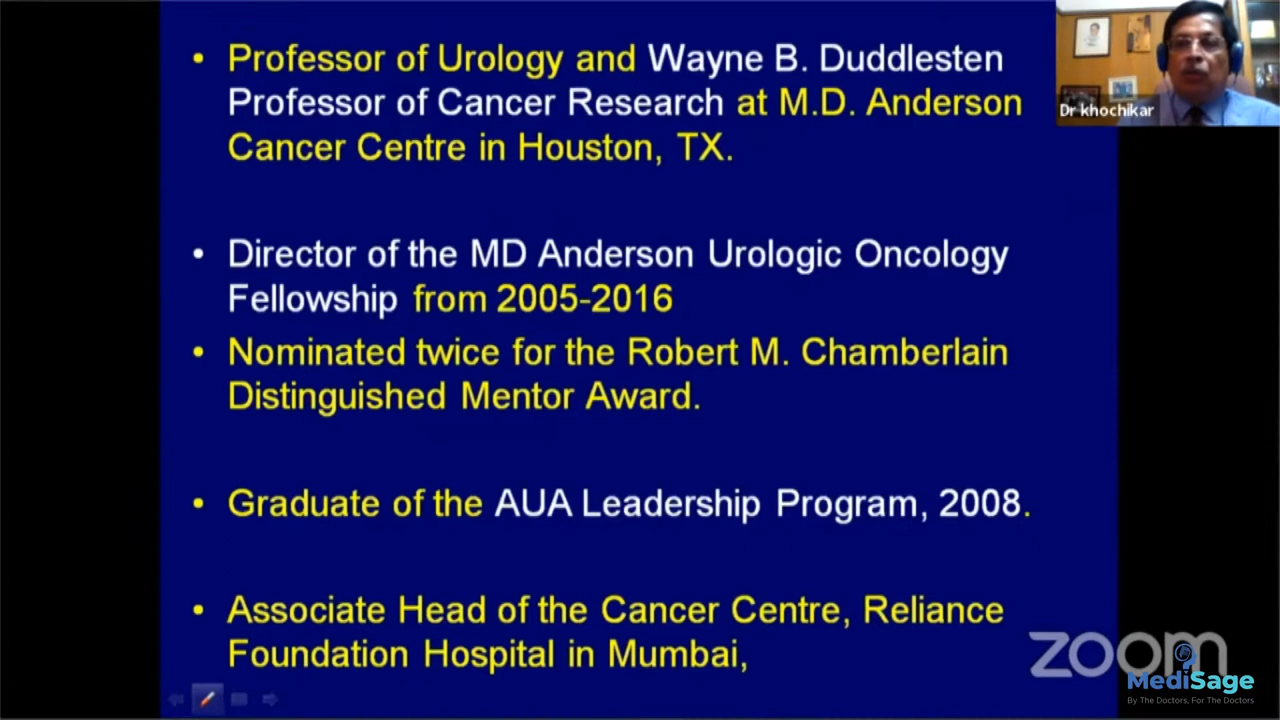 • Professor of Urology and Wayne B. Duddlesten
Professor of Cancer Research at M.D. Anderson
Cancer Centre in Houston, TX.
• Director of the MD Anderson Urologic Oncology
Fellowship from 2005-2016
• Nominated twice for the Robert M. Chamberlain
Distinguished Mentor Award.
• Graduate of the AUA Leadership Program, 2008.
• Associate Head of the Cancer Centre, Reliance
Foundation Hospital in Mumbai,
Dr khochikar
zoom
MediSage
By The Doctors, For The Doctors